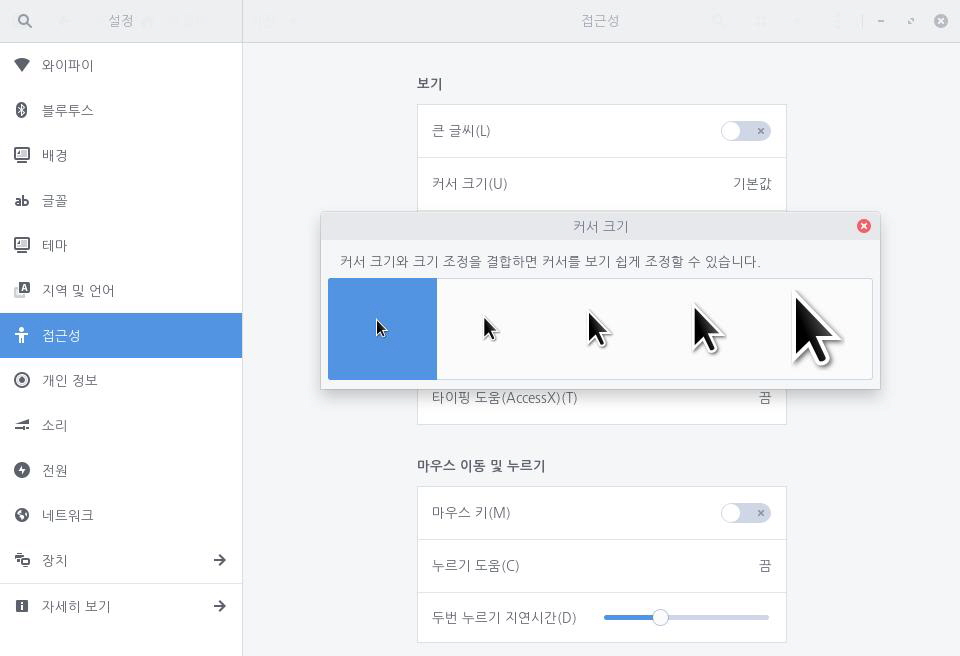 설정
접근성
와이파이
블루투스
배경
글꼴
테마
지역 및 언어
접근성
개인 정보
소리
전원
네트워크
장치
자세히 보기
보기
큰 글씨(L)
커서 크기(U)
기본값
커서 크기
커서 크기와 크기 조정을 결합하면 커서를 보기 쉽게 조정할 수 있습니다.
타이핑 도움(AccessX)(T)
끔
마우스 이동 및 누르기
마우스 키(M)
누르기 도움(C)
끔
두번 누르기 지연시간(D)